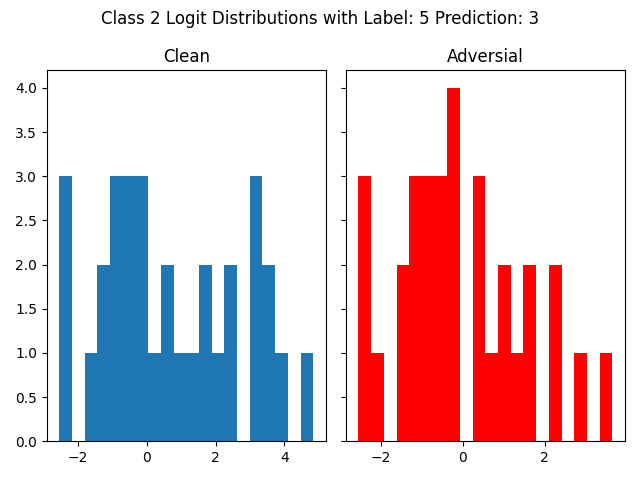 Class 2 Logit Distributions with Label: 5 Prediction: 3
Clean
Adversial
4.0
3.5
3.0
2.5
2.0
1.5
1.0
0.5
0.0
−2 0 2 4
−2 0 2